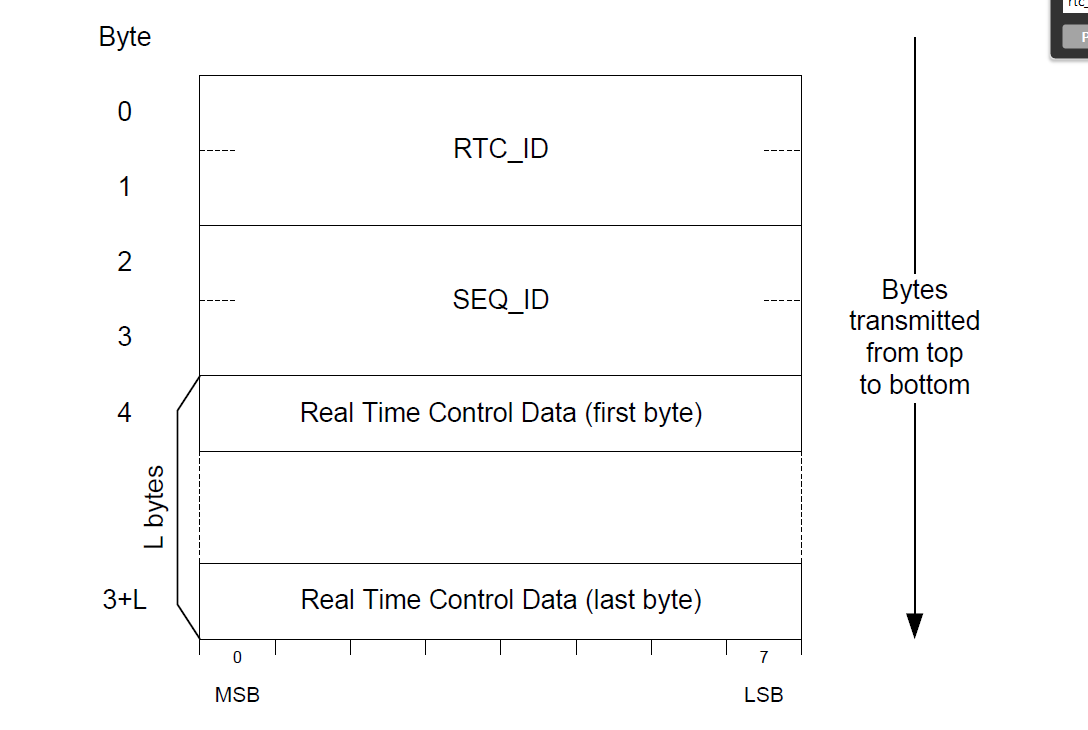 Byte
0
RTC_ID
1
2
SEQ_ID
3
4
Real Time Control Data (first byte)
L bytes
3+L
Real Time Control Data (last byte)
0
7
MSB
LSB
Bytes
transmitted
from top
to bottom